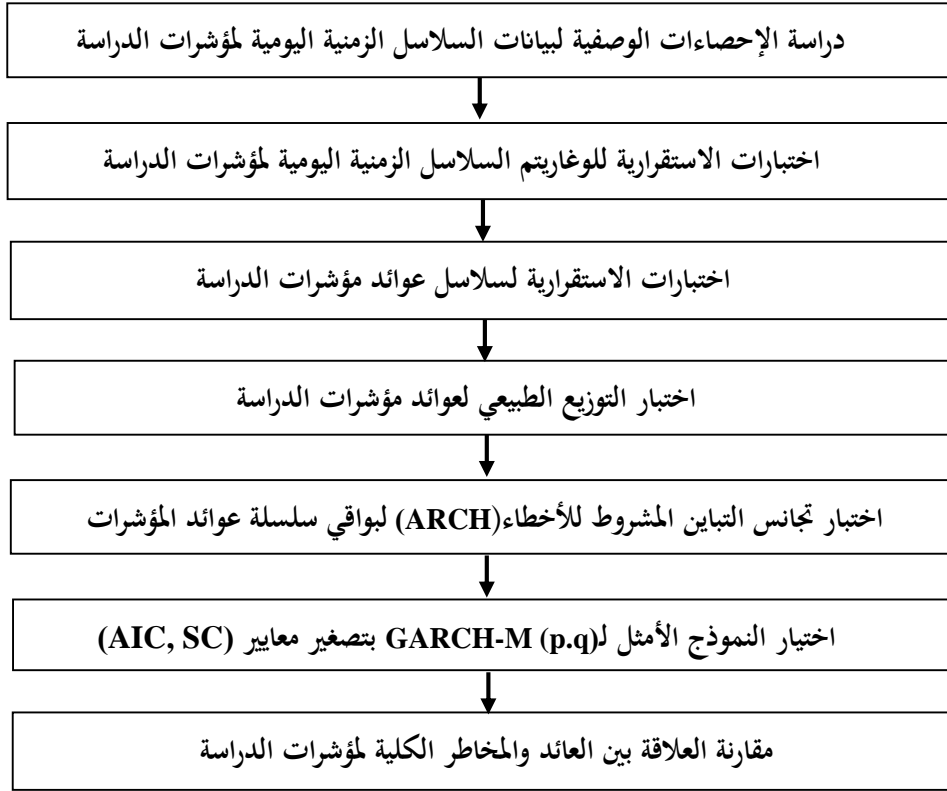 دراسة الإحصاءات الوصفية لبيانات السلاسل الزمنية اليومية لمؤشرات الدراسة
اختبارات الاستقرارية للوغاريتم السلاسل الزمنية اليومية لمؤشرات الدراسة
اختبارات الاستقرارية لسلاسل عوائد مؤشرات الدراسة
اختبار التوزيع الطبيعي لعوائد مؤشرات الدراسة
اختبار تجانس التباين المشروط للأخطاء(ARCH) لبواقي سلسلة عوائد المؤشرات
اختيار النموذج الأمثل لـGARCH-M (p.q) بتصغير معايير (AIC, SC)
مقارنة العلاقة بين العائد والمخاطر الكلية لمؤشرات الدراسة